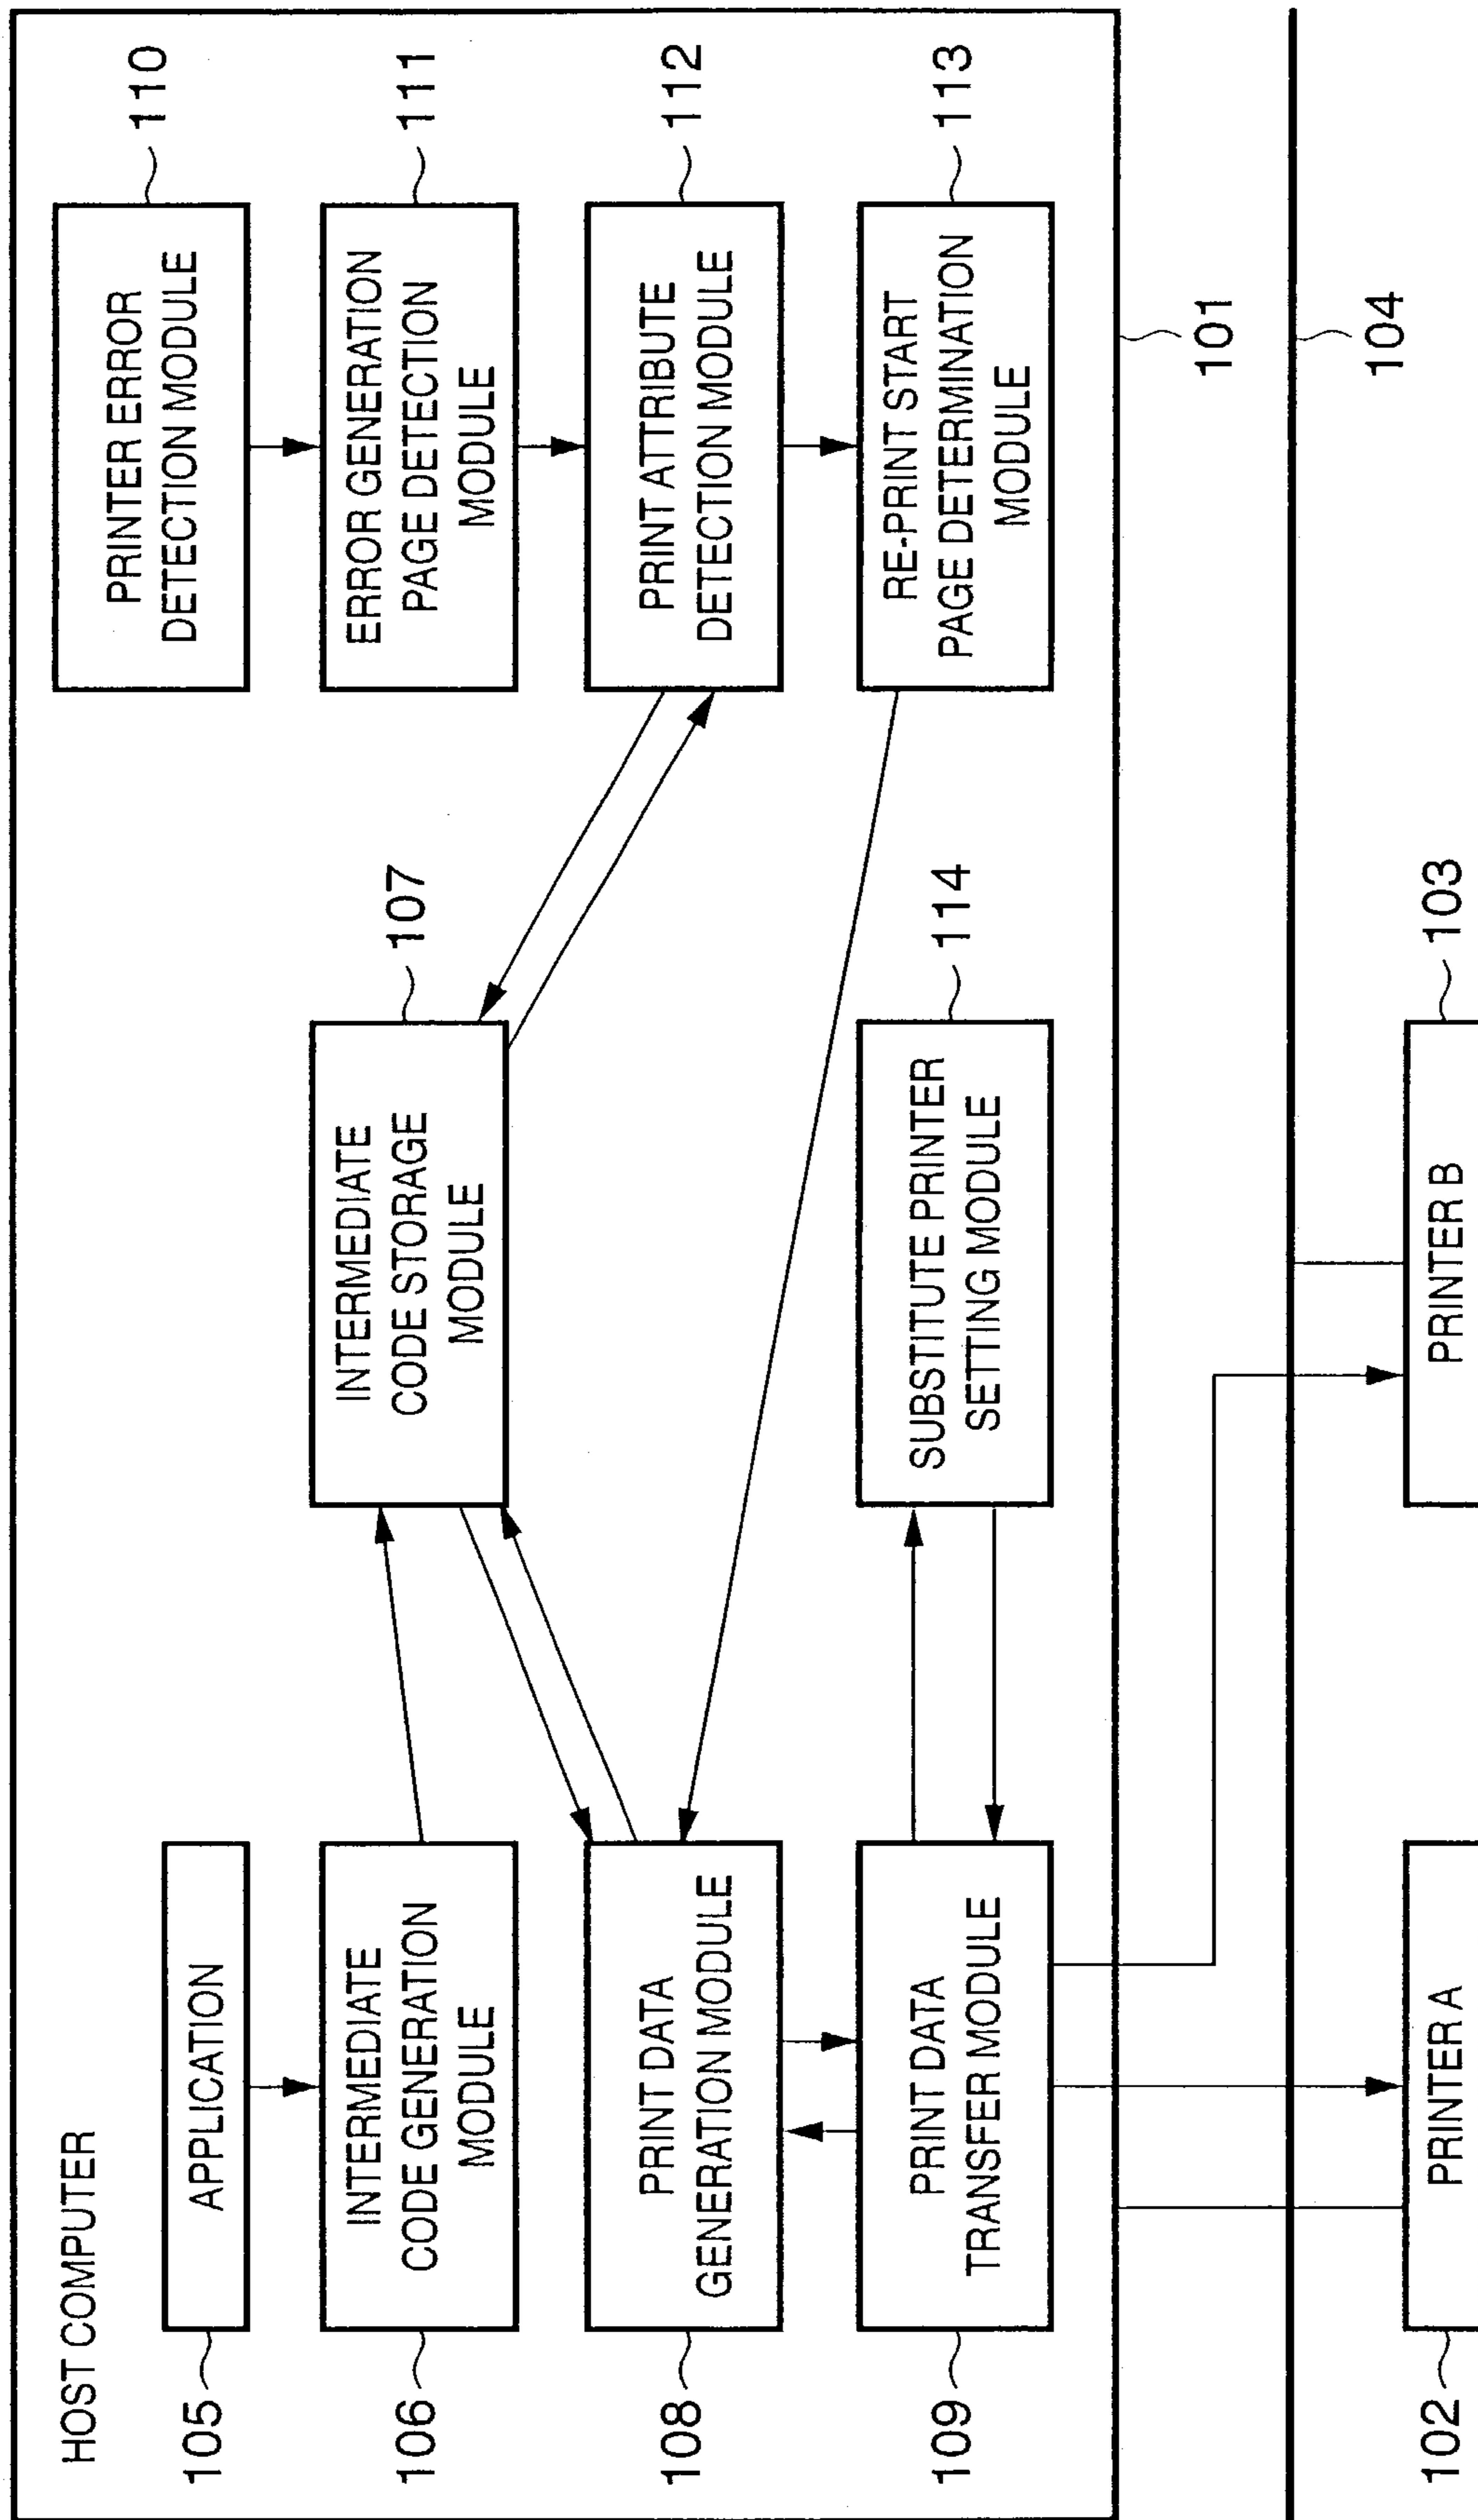 HOST COMPUTER
105
APPLICATION
106
INTERMEDIATE
CODE GENERATION
MODULE
108
PRINT DATA
GENERATION MODULE
109
PRINT DATA
TRANSFER MODULE
107
INTERMEDIATE
CODE STORAGE
MODULE
114
SUBSTITUTE PRINTER
SETTING MODULE
110
PRINTER ERROR
DETECTION MODULE
111
ERROR GENERATION
PAGE DETECTION
MODULE
112
PRINT ATTRIBUTE
DETECTION MODULE
113
RE-PRINT START
PAGE DETERMINATION
MODULE
101
104
102
PRINTER A
103
PRINTER B